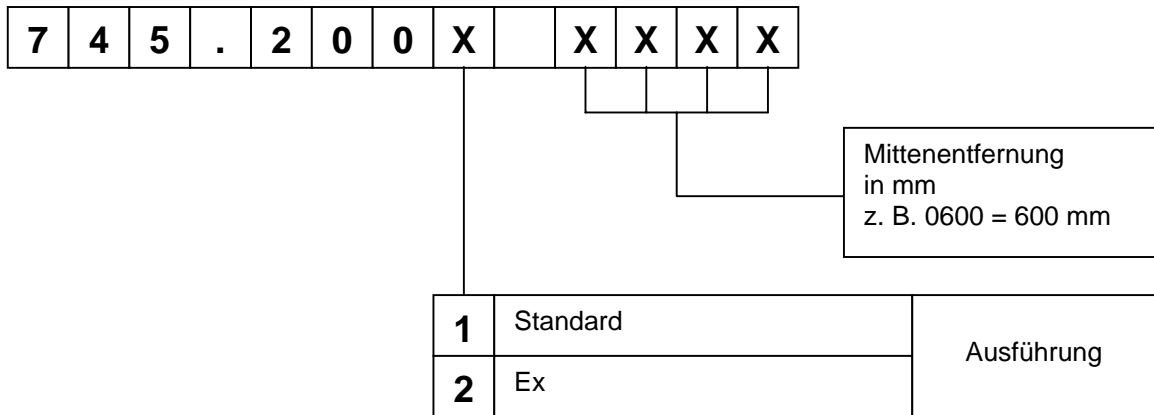 7 4 5 . 2 0 0 X X X X X
Mittenentfernung
in mm
z. B. 0600 = 600 mm
1 Standard
Ausführung
2 Ex